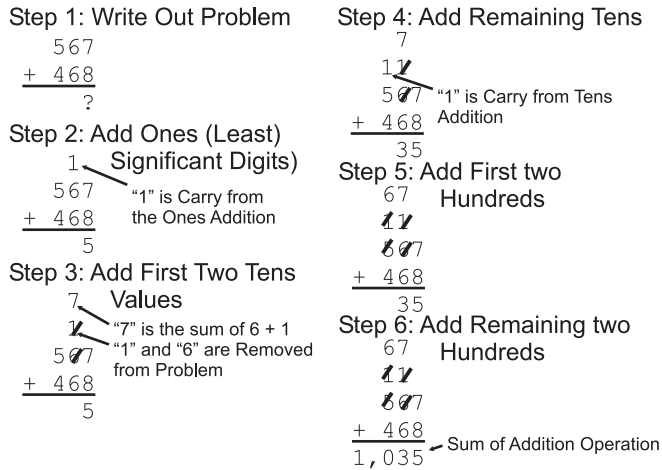 Step 1: Write Out Problem
567
+ 468
?
Step 2: Add Ones (Least)
Significant Digits)
1
567
"1" is Carry from
the Ones Addition
+ 468
5
Step 3: Add First Two Tens
Values
7
1
"7" is the sum of 6 + 1
"1" and "6" are Removed
from Problem
567
+ 468
5
Step 4: Add Remaining Tens
7
11
567
"1" is Carry from Tens
Addition
+ 468
35
Step 5: Add First two
Hundreds
67
11
567
+ 468
35
Step 6: Add Remaining two
Hundreds
67
11
567
+ 468
1,035
Sum of Addition Operation